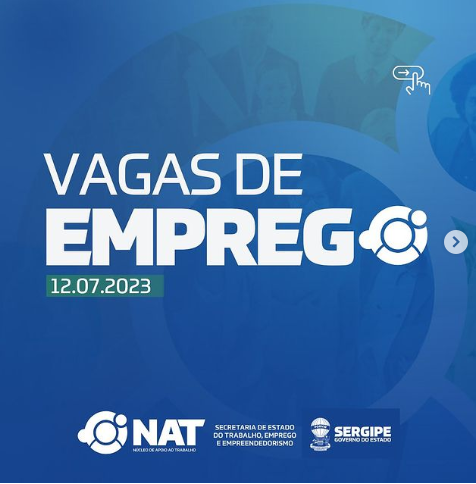 VAGAS DE
EMPREGO
12.07.2023
NAT
NÚCLEO DE APOIO AO TRABALHO
SECRETARIA DE ESTADO
DO TRABALHO, EMPREGO
E EMPREENDEDORISMO
SERGIPE
GOVERNO DO ESTADO